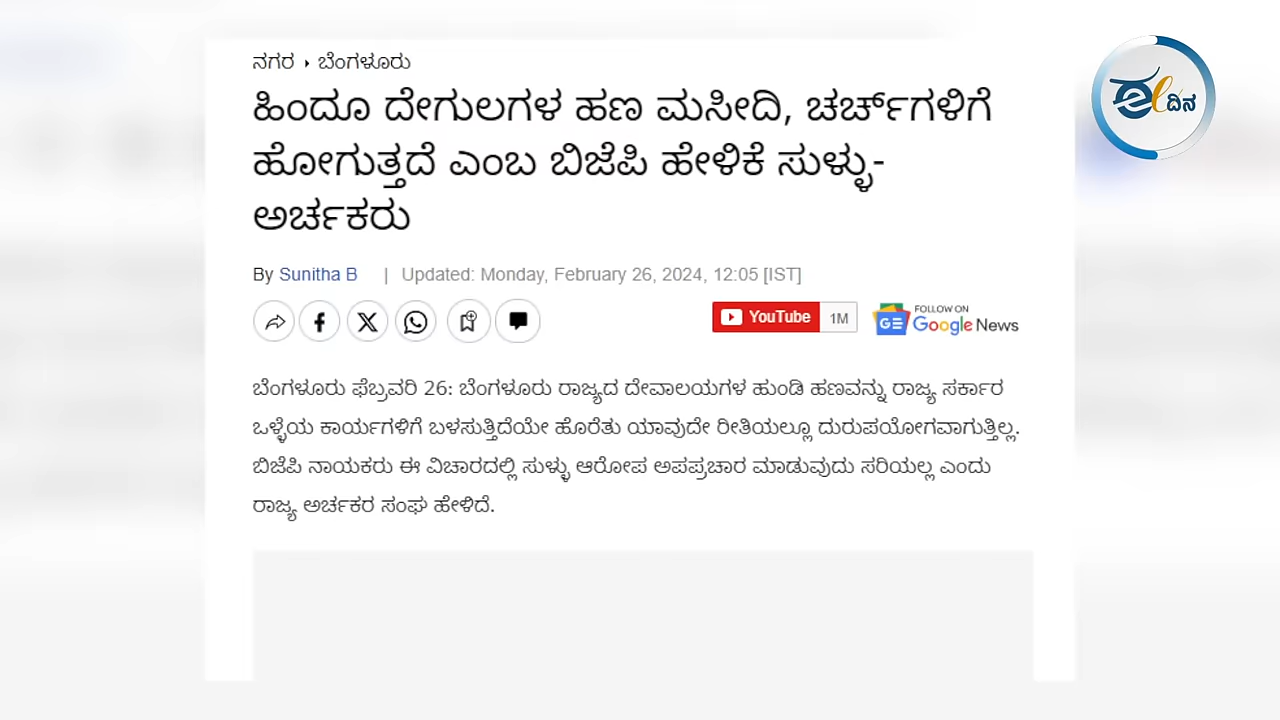 ನಗರ › ಬೆಂಗಳೂರು
ಹಿಂದೂ ದೇಗುಲಗಳ ಹಣ ಮಸೀದಿ, ಚರ್ಚ್‌ಗಳಿಗೆ
ಹೋಗುತ್ತದೆ ಎಂಬ ಬಿಜೆಪಿ ಹೇಳಿಕೆ ಸುಳ್ಳು-
ಅರ್ಚಕರು
By Sunitha B | Updated: Monday, February 26, 2024, 12:05 [IST]
YouTube 1M
GE FOLLOW ON
Google News
ಬೆಂಗಳೂರು ಫೆಬ್ರವರಿ 26: ಬೆಂಗಳೂರು ರಾಜ್ಯದ ದೇವಾಲಯಗಳ ಹುಂಡಿ ಹಣವನ್ನು ರಾಜ್ಯ ಸರ್ಕಾರ
ಒಳ್ಳೆಯ ಕಾರ್ಯಗಳಿಗೆ ಬಳಸುತ್ತಿದೆಯೇ ಹೊರೆತು ಯಾವುದೇ ರೀತಿಯಲ್ಲೂ ದುರುಪಯೋಗವಾಗುತ್ತಿಲ್ಲ.
ಬಿಜೆಪಿ ನಾಯಕರು ಈ ವಿಚಾರದಲ್ಲಿ ಸುಳ್ಳು ಆರೋಪ ಅಪಪ್ರಚಾರ ಮಾಡುವುದು ಸರಿಯಲ್ಲ ಎಂದು
ರಾಜ್ಯ ಅರ್ಚಕರ ಸಂಘ ಹೇಳಿದೆ.
ಈದಿನ